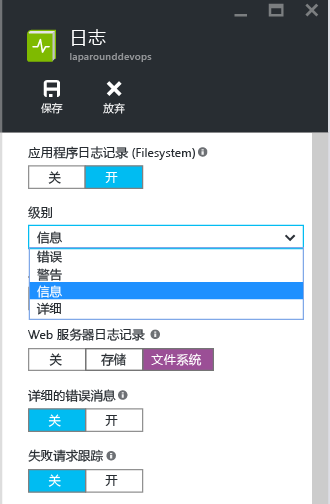 日志
laparounddevops
保存 放弃
应用程序日志记录 (Filesystem)
关 开
级别
信息
错误
警告
信息
详细
Web 服务器日志记录
关 存储 文件系统
详细的错误消息
关 开
失败请求跟踪
关 开